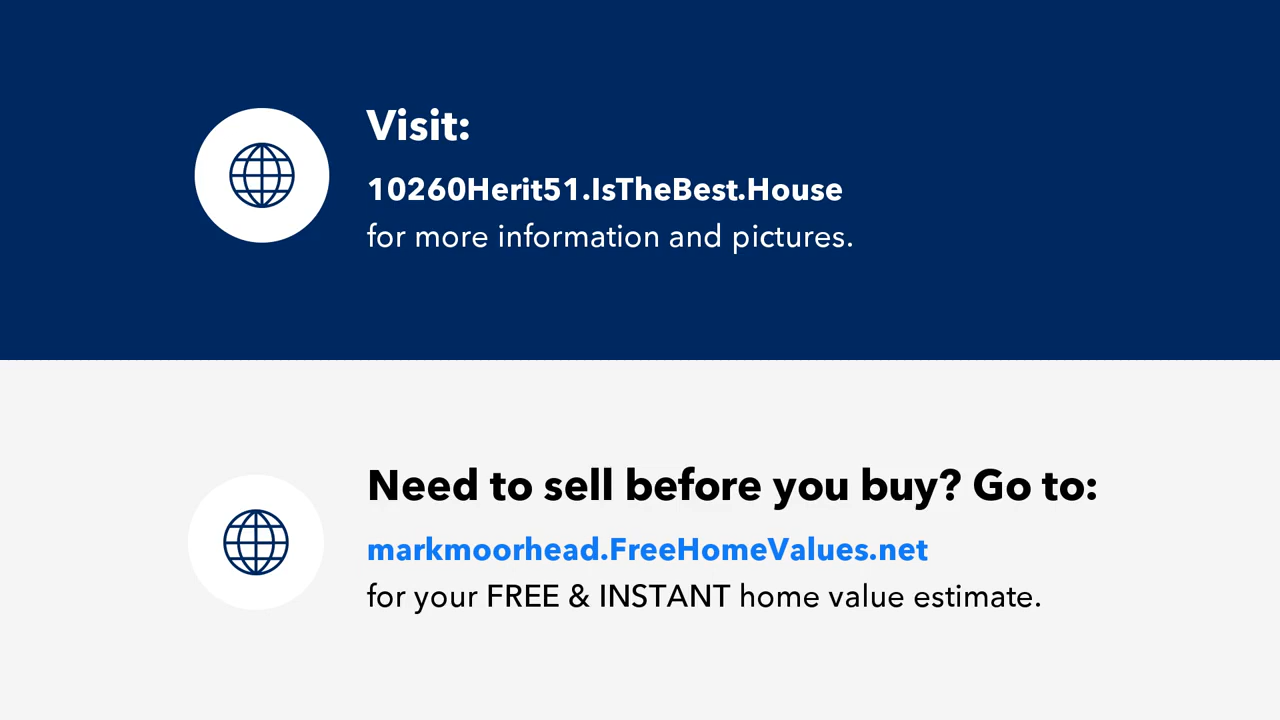 Visit:
10260Herit51.IsTheBest.House
for more information and pictures.
Need to sell before you buy? Go to:
markmoorhead.FreeHomeValues.net
for your FREE & INSTANT home value estimate.